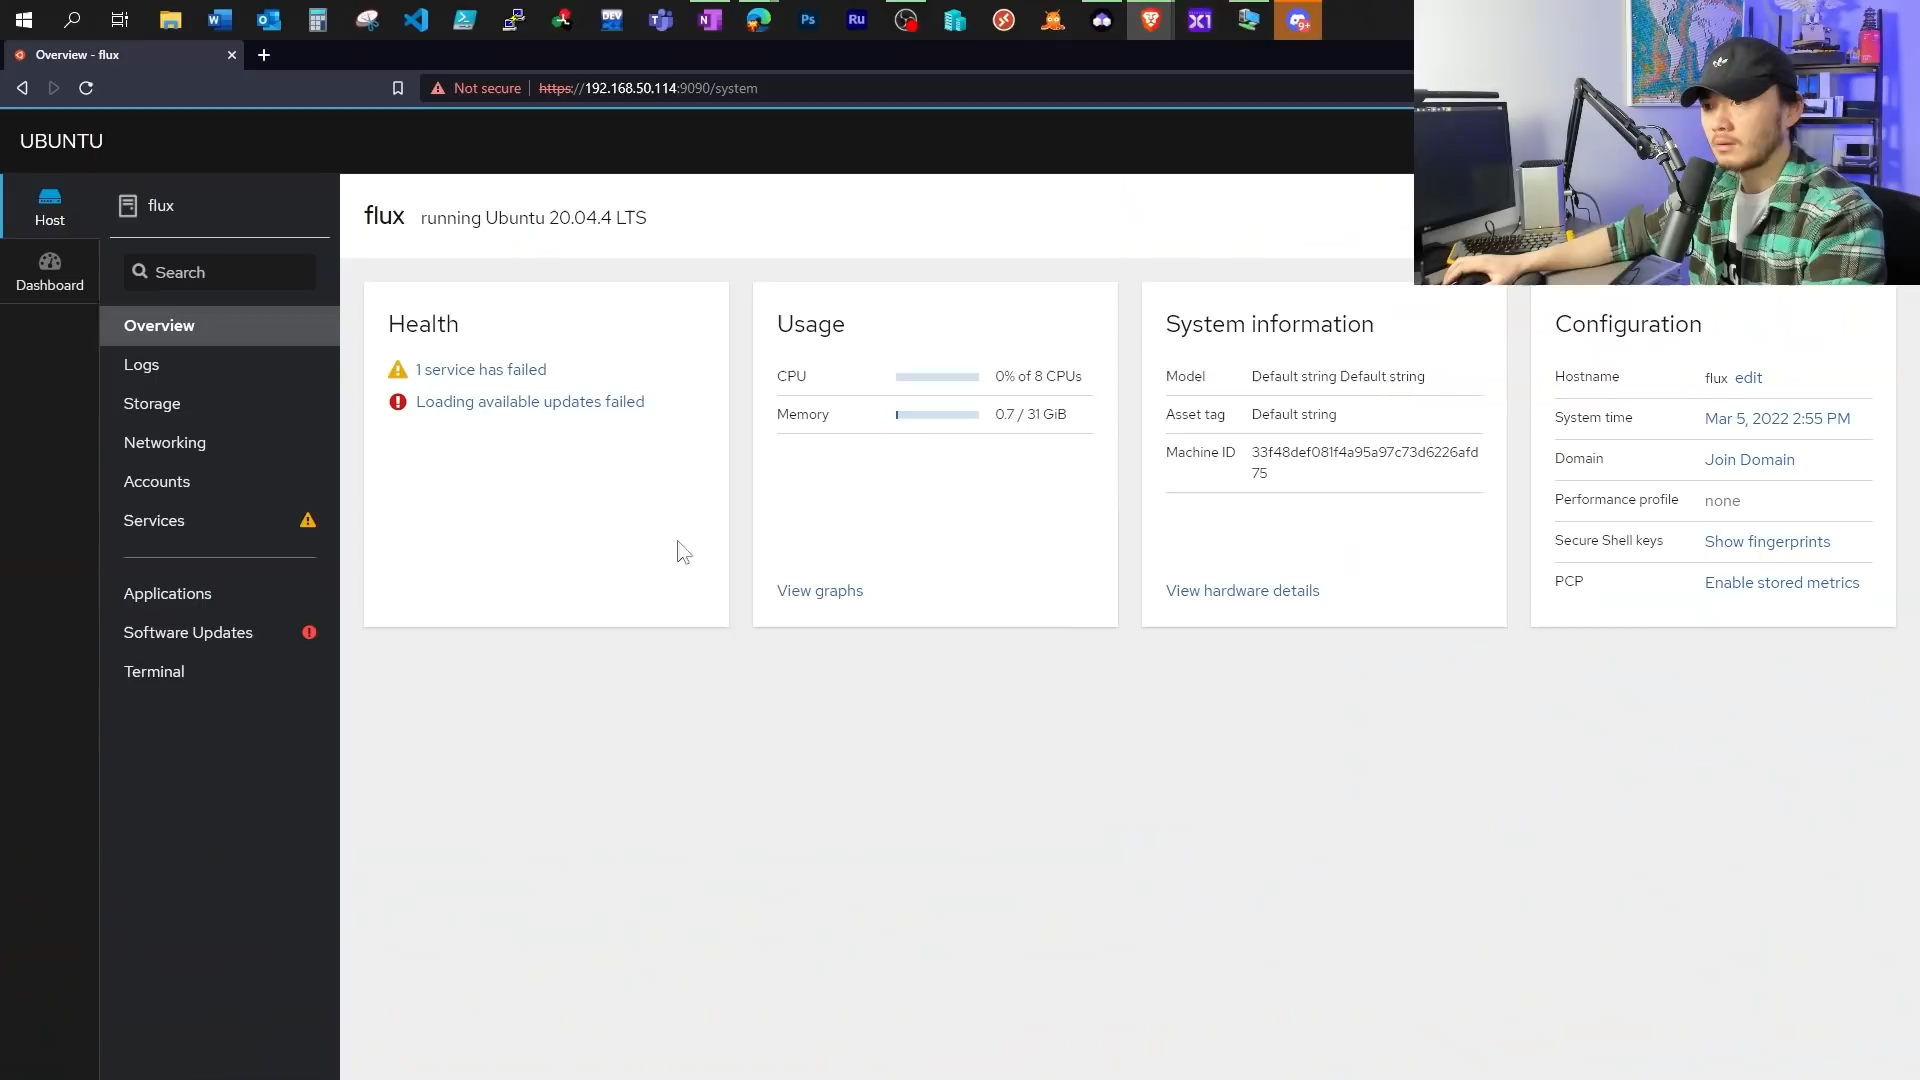 W
O
DEV
N
Ps
Ru
X1
9+
Overview - flux
Not secure https://192.168.50.114:9090/system
UBUNTU
Host
Dashboard
flux
Search
Overview
Logs
Storage
Networking
Accounts
Services
Applications
Software Updates
Terminal
flux running Ubuntu 20.04.4 LTS
Health
1 service has failed
Loading available updates failed
Usage
CPU 0% of 8 CPUs
Memory 0.7 / 31 GiB
View graphs
System information
Model Default string Default string
Asset tag Default string
Machine ID 33f48def081f4a95a97c73d6226afd
75
View hardware details
Configuration
Hostname flux edit
System time Mar 5, 2022 2:55 PM
Domain Join Domain
Performance profile none
Secure Shell keys Show fingerprints
PCP Enable stored metrics